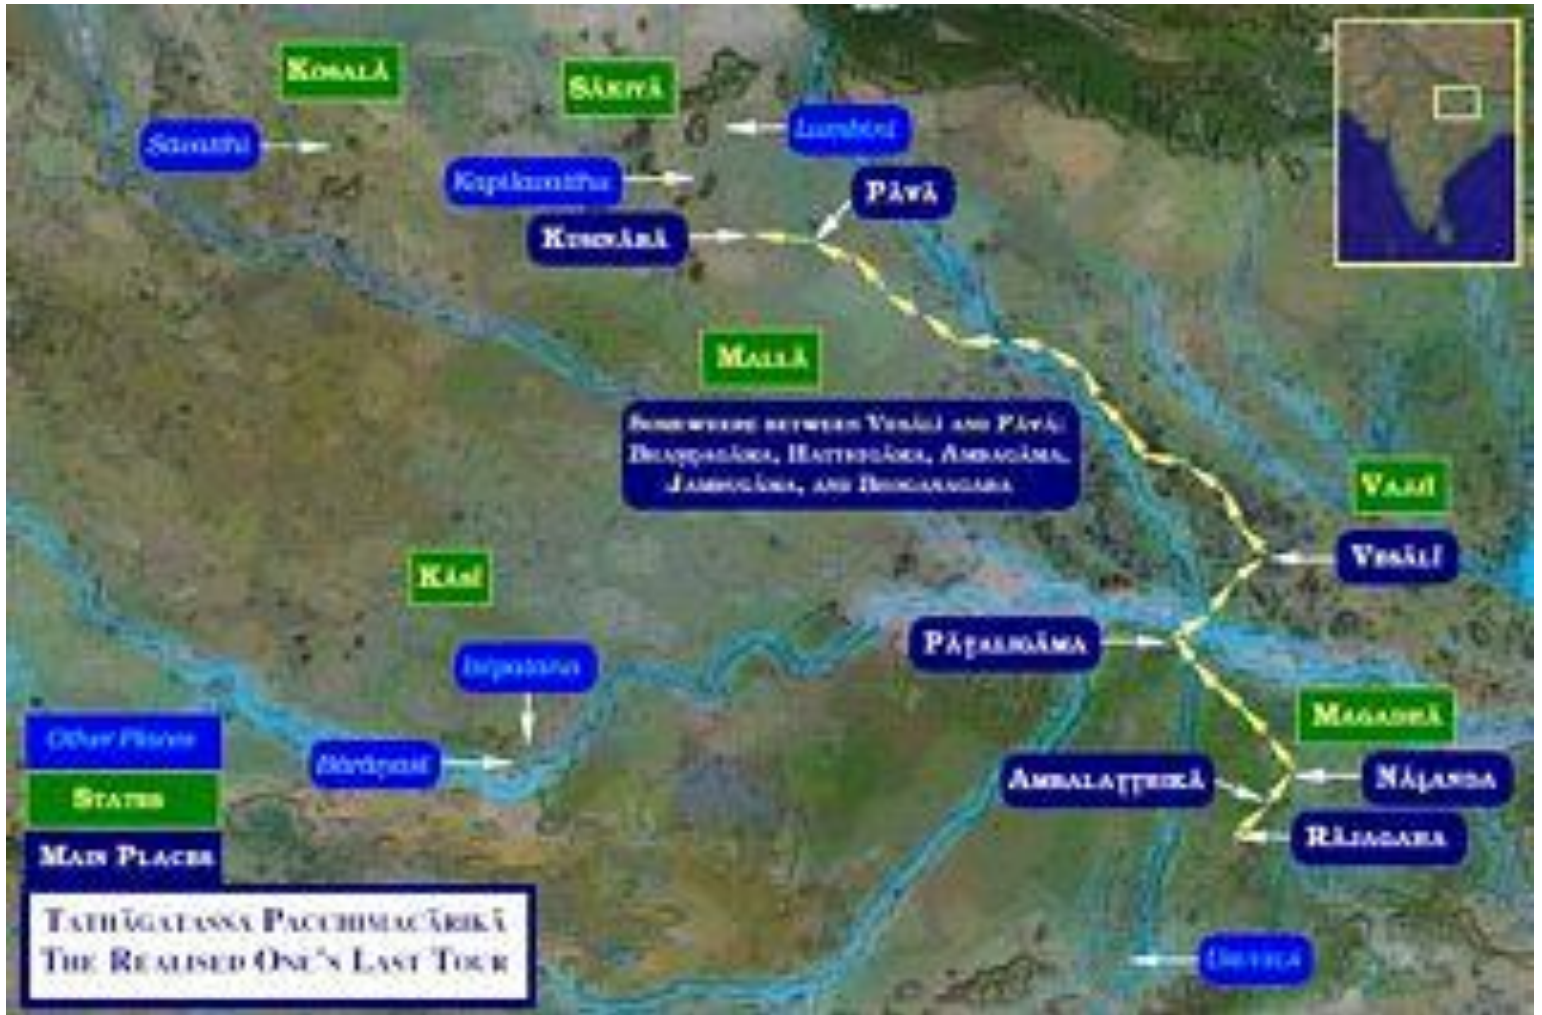 KOSALĀ
SĀKIYĀ
Sāvatthi
Lumbinī
Kapilavatthu
PĀVĀ
KUSINĀRĀ
MALLĀ
SOMEWHERE BETWEEN VESĀLĪ AND PĀVĀ:
BHAṆḌAGĀMA, HATTHIGĀMA, AMBAGĀMA,
JAMBUGĀMA, AND BHOGANAGARA
VAJJĪ
VESĀLĪ
KĀSĪ
Isipatana
PĀṬALIGĀMA
MAGADHĀ
Other Places
Bārāṇasī
AMBALAṬṬHIKĀ
NĀḶANDA
STATES
RĀJAGAHA
MAIN PLACES
TATHĀGATASSA PACCHIMACĀRIKĀ
THE REALISED ONE'S LAST TOUR